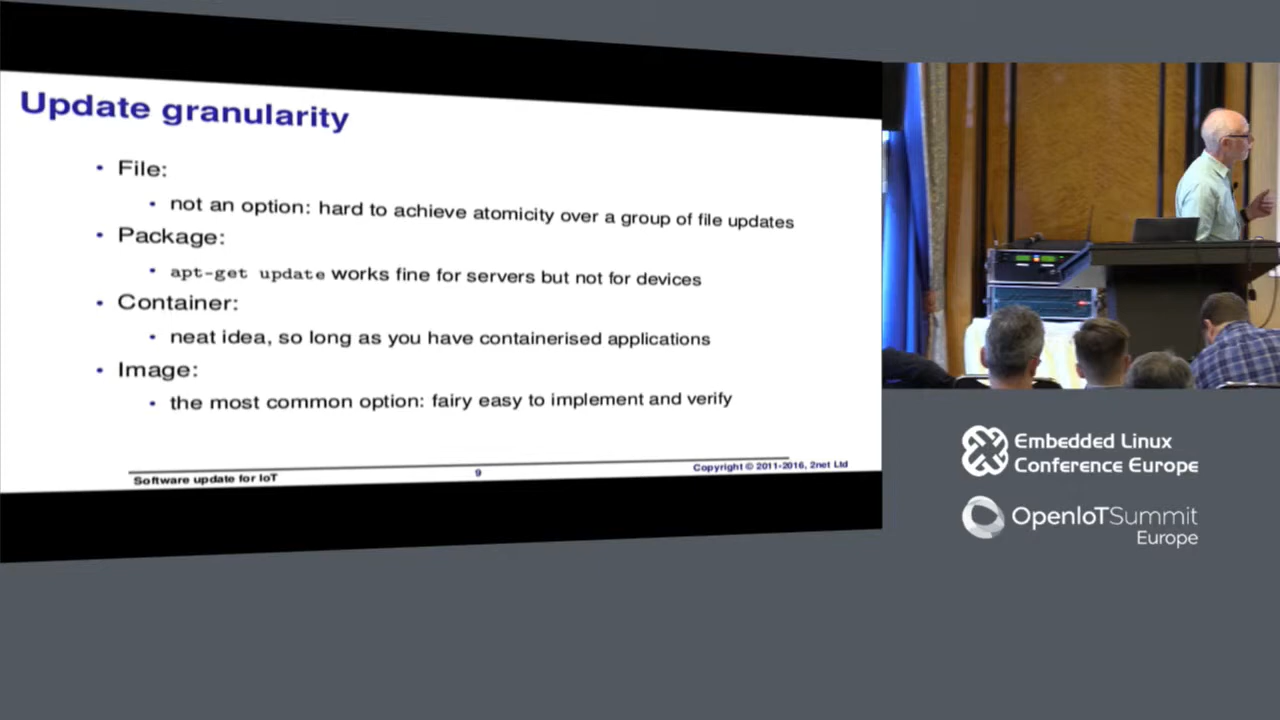 Update granularity
• File:
• not an option: hard to achieve atomicity over a group of file updates
• Package:
• apt-get update works fine for servers but not for devices
• Container:
• neat idea, so long as you have containerised applications
• Image:
• the most common option: fairy easy to implement and verify
Software update for IoT
9
Copyright © 2011-2016, 2net Ltd
Embedded Linux
Conference Europe
OpenIoTSummit
Europe